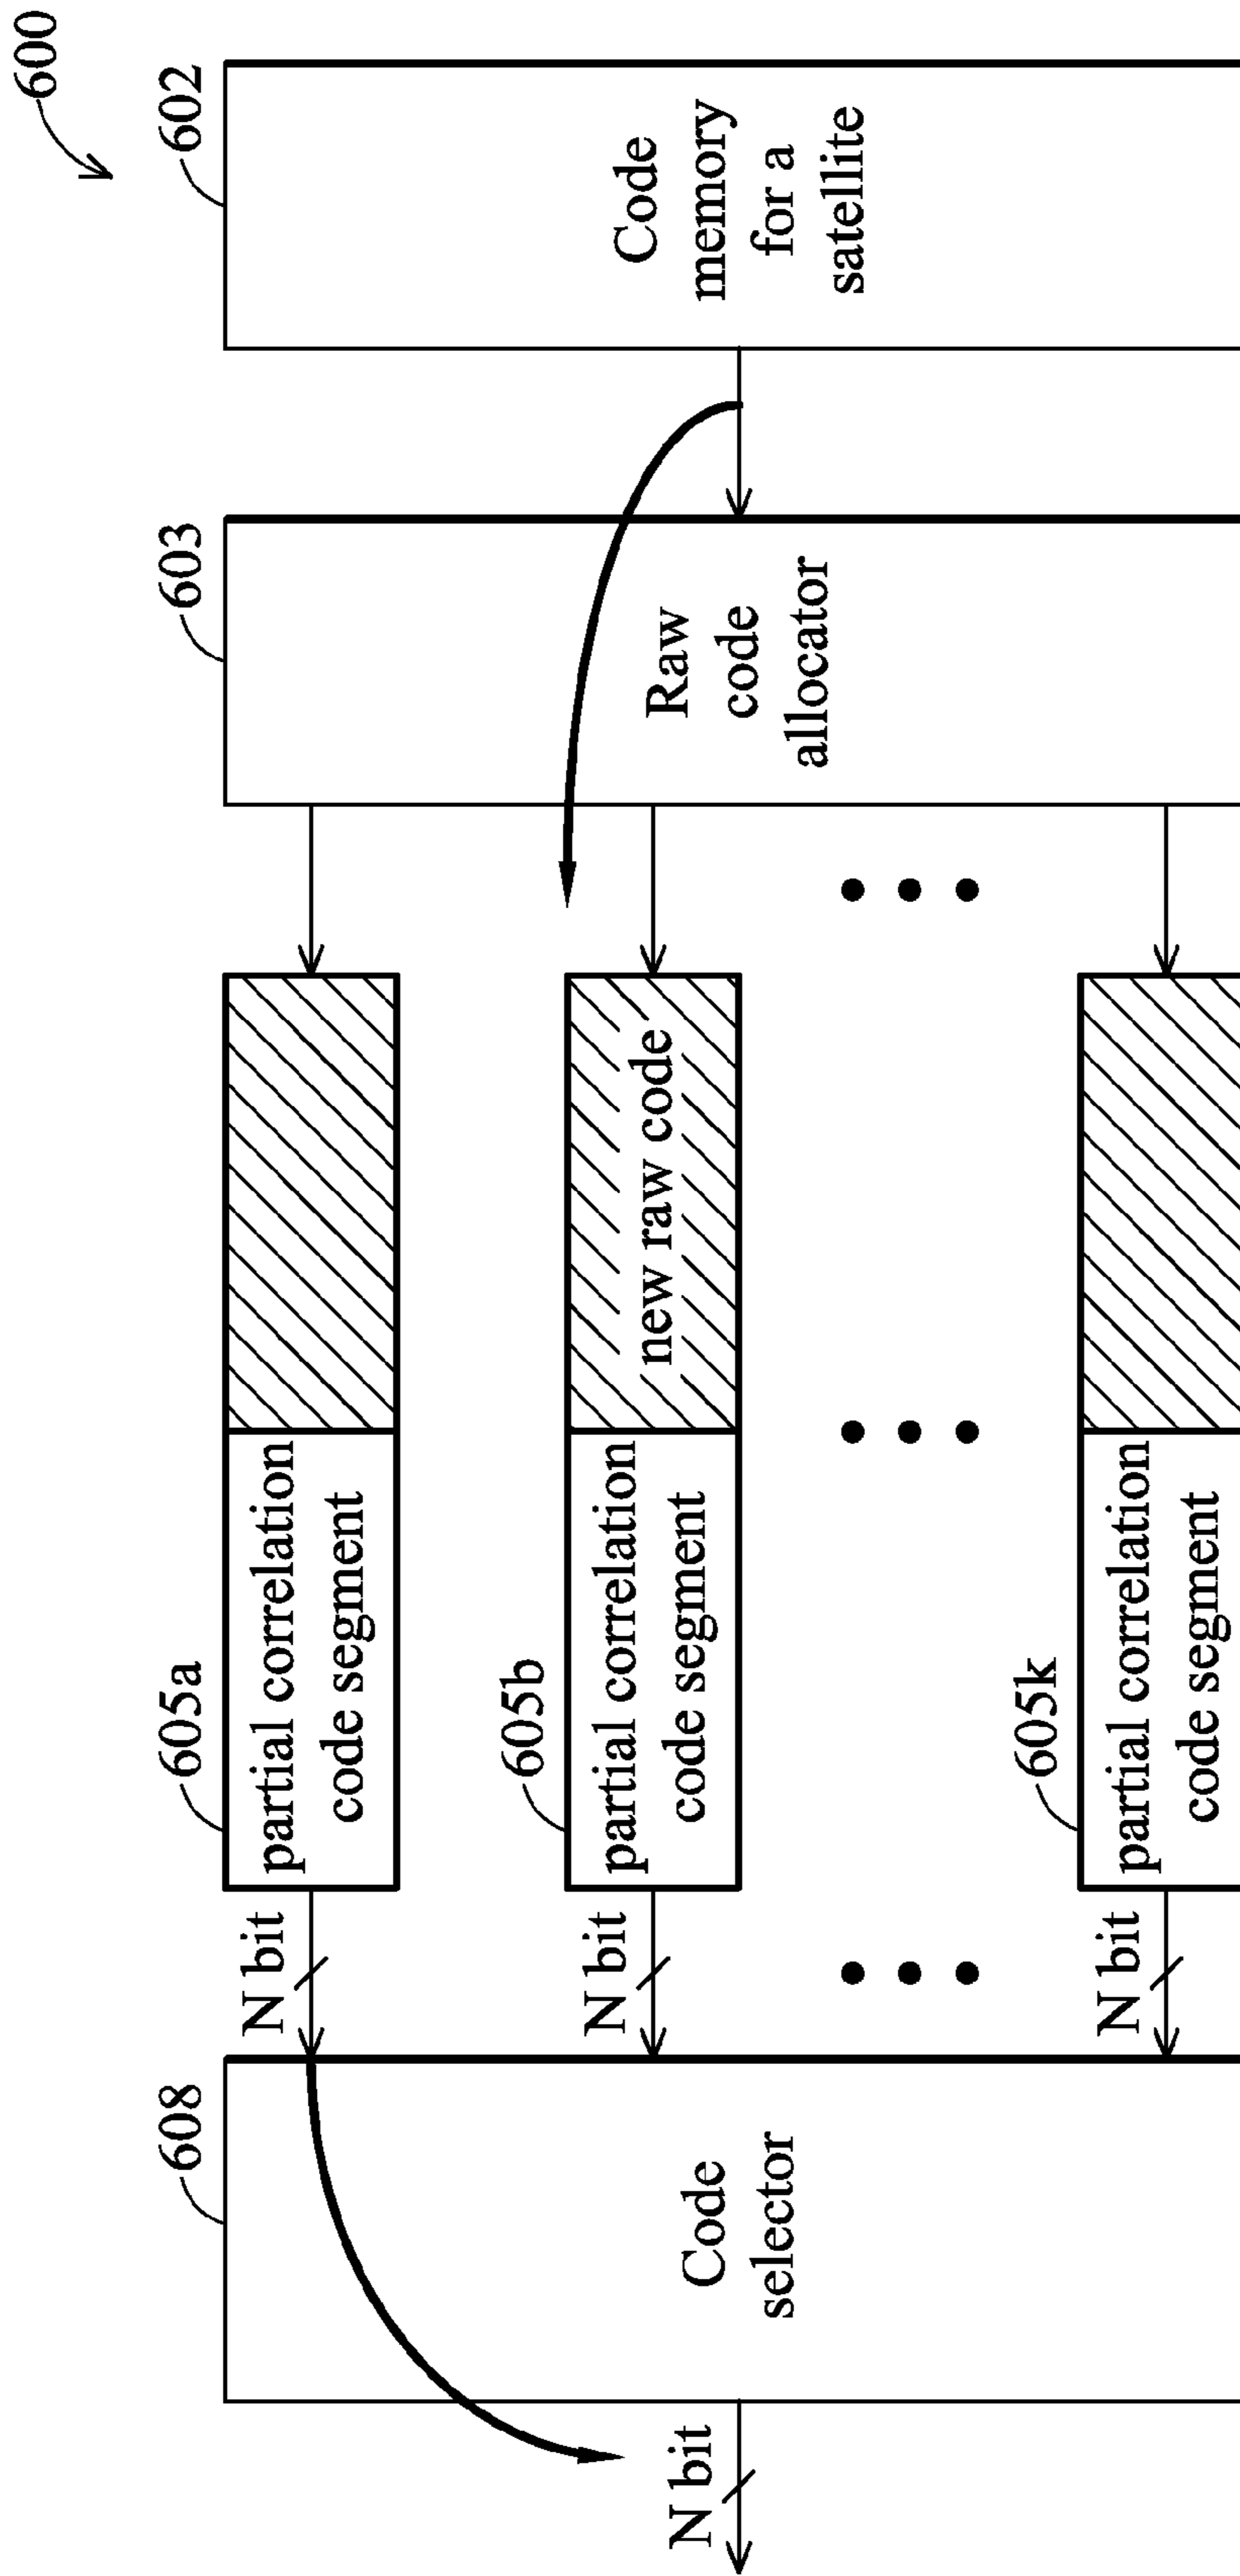 600
608
605a
603
602
N bit
Code
selector
N bit
partial correlation
code segment
Raw
code
allocator
Code
memory
for a
satellite
605b
N bit
partial correlation
code segment
new raw code
605k
N bit
partial correlation
code segment